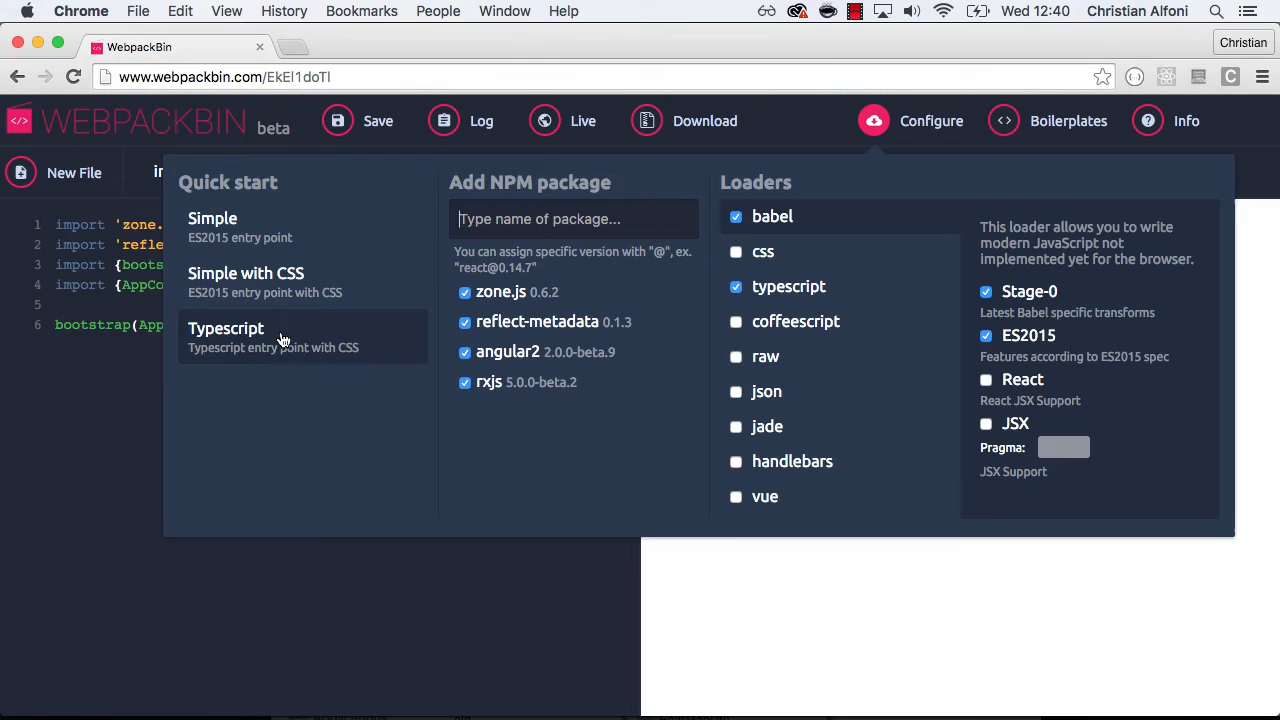 Chrome File Edit View History Bookmarks People Window Help Wed 12:40 Christian Alfoni
WebpackBin
Christian
www.webpackbin.com/EkEl1doTl
WEBPACKBIN beta Save Log Live Download Configure Boilerplates Info
New File in
1 import 'zone.
2 import 'refle
3 import {boots
4 import {AppCo
5
6 bootstrap(App
Quick start
Simple
ES2015 entry point
Simple with CSS
ES2015 entry point with CSS
Typescript
Typescript entry point with CSS
Add NPM package
Type name of package...
You can assign specific version with "@", ex.
"react@0.14.7"
zone.js 0.6.2
reflect-metadata 0.1.3
angular2 2.0.0-beta.9
rxjs 5.0.0-beta.2
Loaders
babel
css
typescript
coffeescript
raw
json
jade
handlebars
vue
This loader allows you to write
modern JavaScript not
implemented yet for the browser.
Stage-0
Latest Babel specific transforms
ES2015
Features according to ES2015 spec
React
React JSX Support
JSX
Pragma:
JSX Support